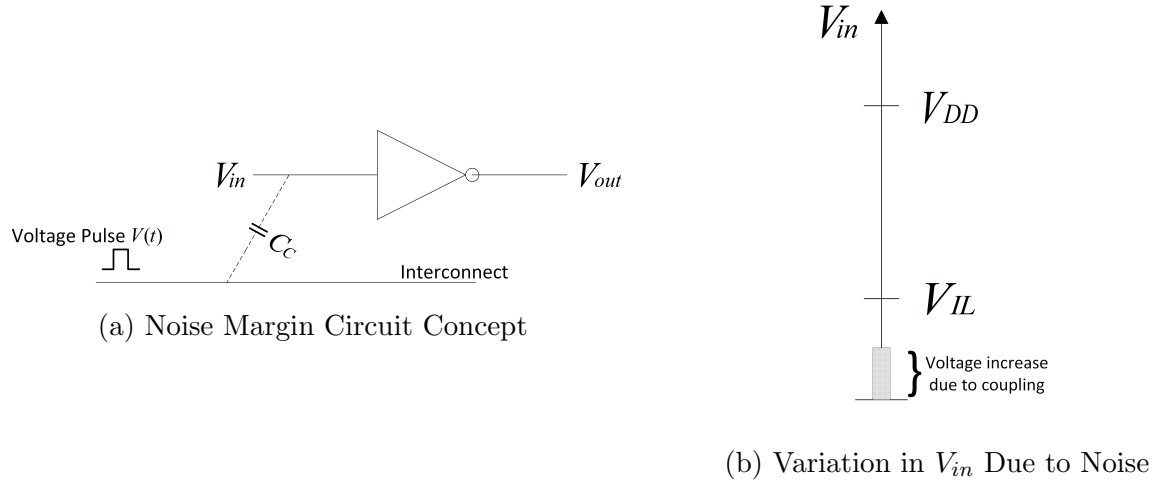 Vin
VDD
Vin
Vout
Voltage Pulse V(t)
CC
Interconnect
VIL
(a) Noise Margin Circuit Concept
Voltage increase
due to coupling
}
(b) Variation in Vin Due to Noise